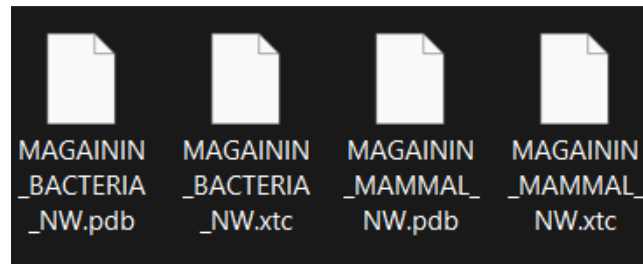 MAGAININ MAGAININ MAGAININ MAGAININ
_BACTERIA _BACTERIA _MAMMAL_ _MAMMAL_
_NW.pdb _NW.xtc NW.pdb NW.xtc